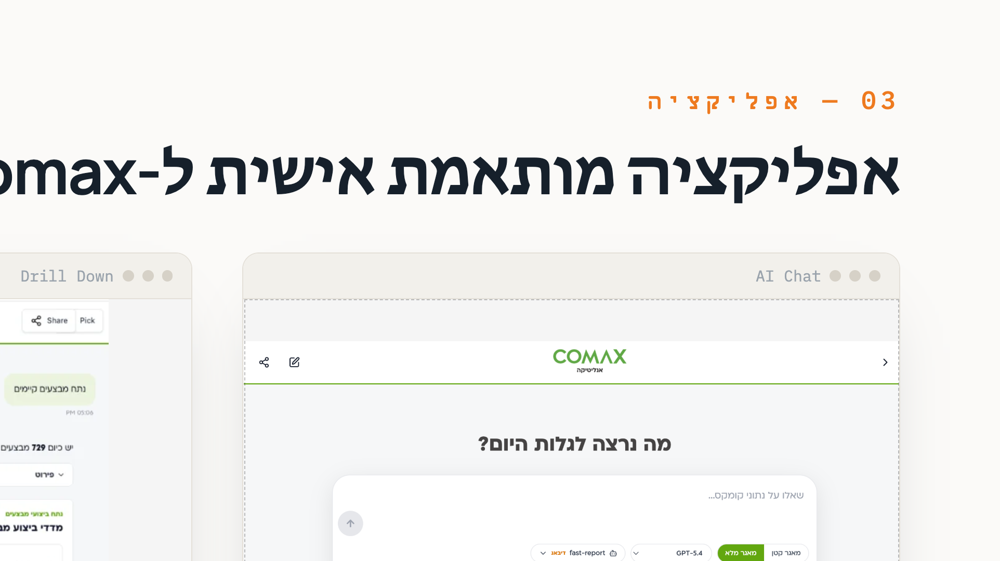 03 — אפליקציה
אפליקציה מותאמת אישית ל-omax
AI Chat
COMAX
אנליטיקה
מה נרצה לגלות היום?
שאלו על נתוני קומקס...
מאגר קטן
מאגר מלא
GPT-5.4
fast-report דיבאג
Drill Down
Share
Pick
נתח מבצעים קיימים
05:06 PM
יש כיום 729 מבצעים
פירוט
נתח ביצועי מבצעים
מדדי ביצוע